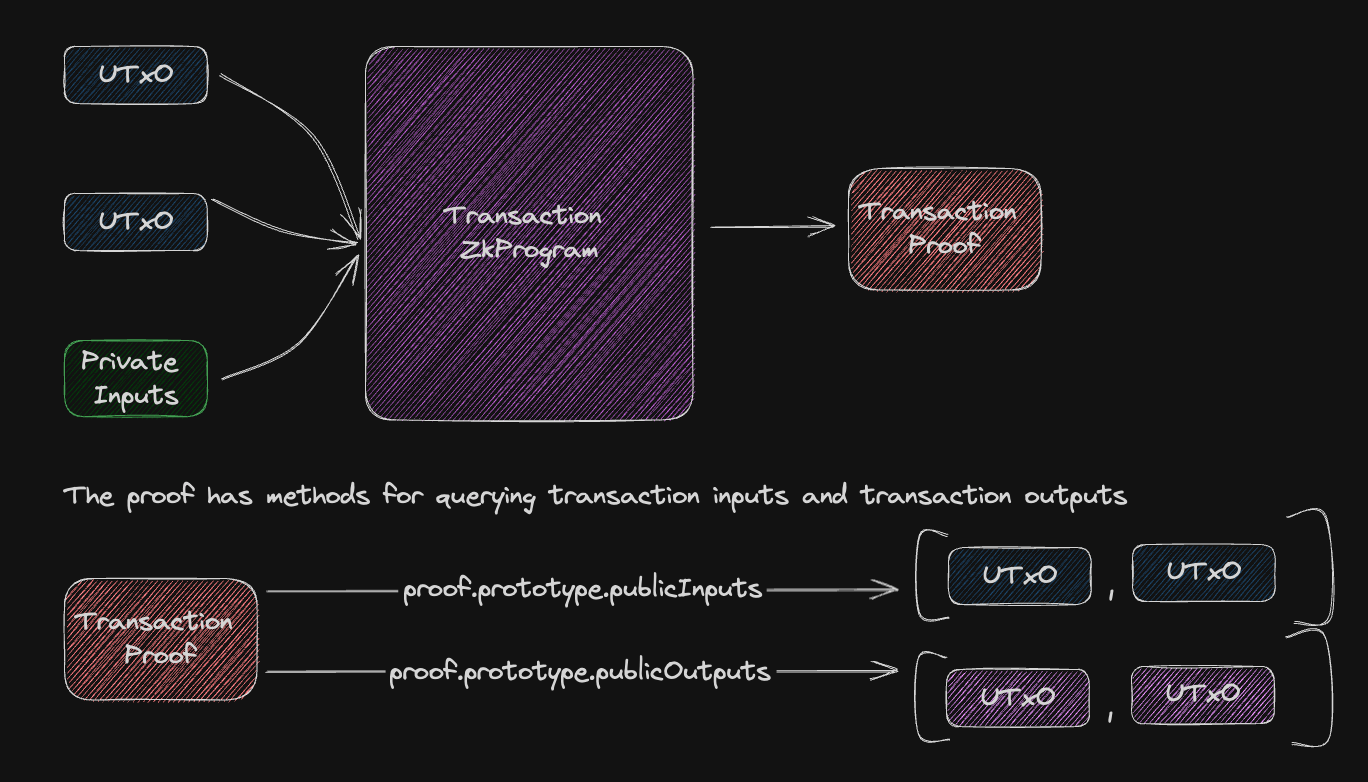 UTxO
UTxO
Private
Inputs
Transaction
ZkProgram
Transaction
Proof
The proof has methods for querying transaction inputs and transaction outputs
Transaction
Proof
proof.prototype.publicInputs
[ UTxO , UTxO ]
proof.prototype.publicOutputs
[ UTxO , UTxO ]